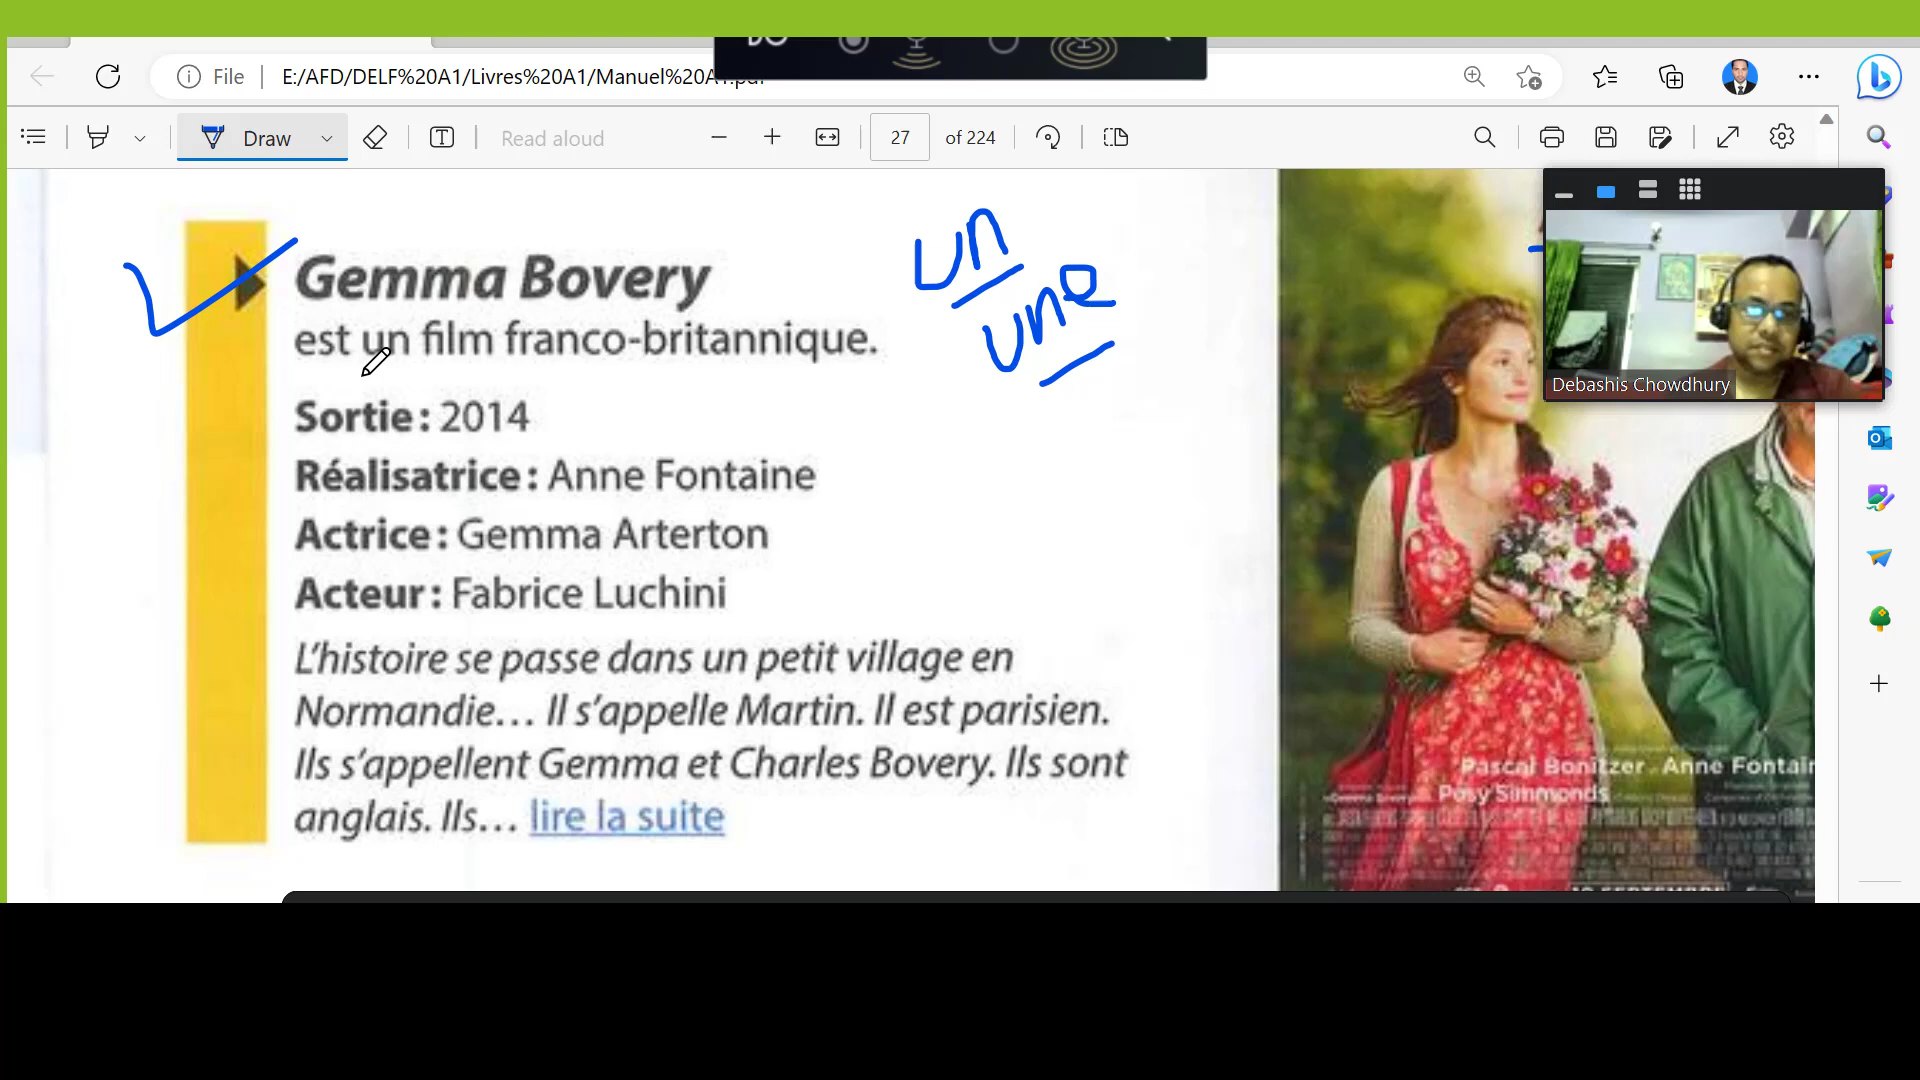 File
E:/AFD/DELF%20A1/Livres%20A1/Manuel%20A1.pdf
Draw
Read aloud
27
of 224
un
une
Gemma Bovery
est un film franco-britannique.
Sortie : 2014
Réalisatrice : Anne Fontaine
Actrice : Gemma Arterton
Acteur : Fabrice Luchini
L'histoire se passe dans un petit village en
Normandie… Il s'appelle Martin. Il est parisien.
Ils s'appellent Gemma et Charles Bovery. Ils sont
anglais. Ils… lire la suite
Debashis Chowdhury
Pascal Bonitzer Anne Fontain
Posy Simmonds